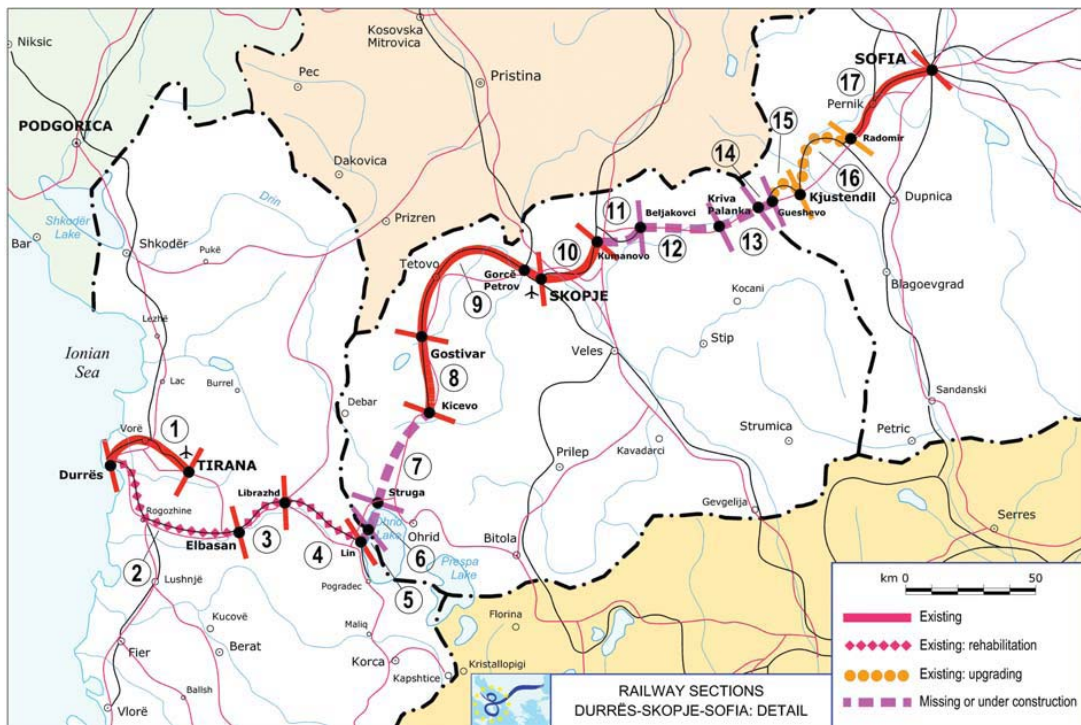 Niksic
Kosovska
Mitrovica
Pristina
Pec
SOFIA
17
Pernik
PODGORICA
15
Radomir
Dakovica
14
16
Kriva
Palanka
Kjustendil
Dupnica
Drin
11
Beljakovci
Gueshevo
Shkodër
Lake
Prizren
10
12
13
Bar
Shkodër
Kumanovo
Pukë
Tetovo
Gorcë
Petrov
SKOPJE
Blagoevgrad
9
Kocani
Lezhë
Ionian
Sea
Gostivar
Veles
Stip
Lac
Burrel
8
Debar
Kicevo
Sandanski
Vorë
1
Strumica
Petric
TIRANA
Kavadarci
Durrës
Prilep
7
Librazhd
Struga
Gevgelija
Rogozhine
Ohrid
Lake
Ohrid
Serres
Elbasan
3
4
Lin
6
Bitola
Prespa
Lake
2
Lushnjë
Pogradec
5
km 0 50
Kucovë
Florina
Existing
Fier
Berat
Maliq
Existing: rehabilitation
Korca
Kristallopigi
Kapshtice
Existing: upgrading
Ballsh
RAILWAY SECTIONS
Missing or under construction
Vlorë
DURRËS-SKOPJE-SOFIA: DETAIL